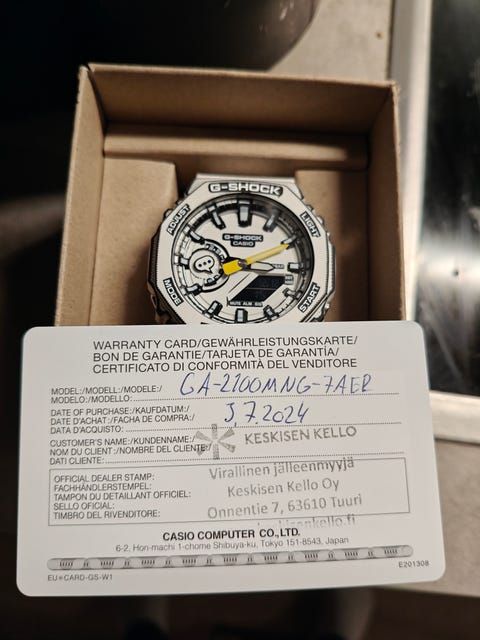 G-SHOCK
ADJUST
LIGHT
G-SHOCK
CASIO
MODE
START
MUTE ALM SIG
WARRANTY CARD/GEWÄHRLEISTUNGSKARTE/
BON DE GARANTIE/TARJETA DE GARANTÍA/
CERTIFICATO DI CONFORMITÀ DEL VENDITORE
MODEL:/MODELL:/MODELE:/ GA-2100MNG-7AER
MODELO:/MODELLO:
DATE OF PURCHASE:/KAUFDATUM:/
D'ACHAT:/FACHA DE COMPRA:/ 3.7.2024
DATA D'ACQUISTO:
CUSTOMER'S NAME:/KUNDENNAME:/ KESKISEN KELLO
NOM DU CLIENT:/NOMBRE DEL CLIENTE:/
DATI CLIENTE:
OFFICIAL DEALER STAMP: Virallinen jälleenmyyjä
FACHHÄNDLERSTEMPEL:
TAMPON DU DETAILLANT OFFICIEL: Keskisen Kello Oy
SELLO OFICIAL:
TIMBRO DEL RIVENDITORE: Onnentie 7, 63610 Tuuri
CASIO COMPUTER CO.,LTD.
6-2, Hon-machi 1-chome Shibuya-ku, Tokyo 151-8543, Japan
EU※CARD-GS-W1
E201308